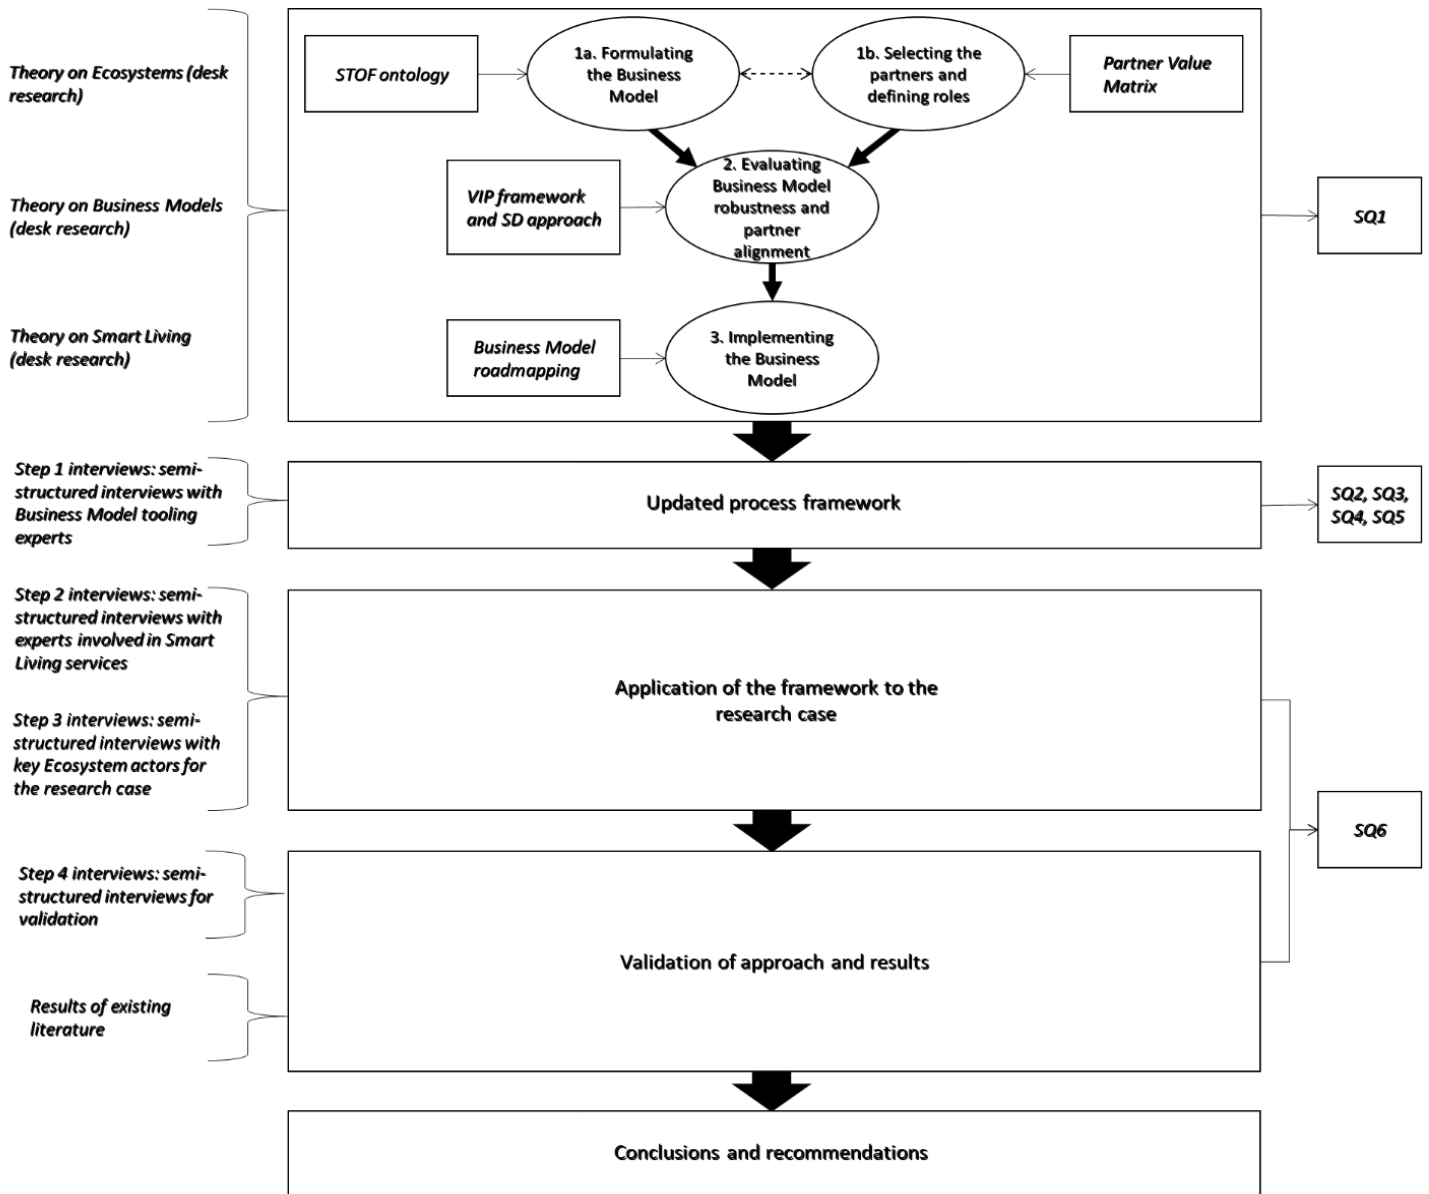 Theory on Ecosystems (desk
research)
Theory on Business Models
(desk research)
Theory on Smart Living
(desk research)
STOF ontology
1a. Formulating
the Business
Model
1b. Selecting the
partners and
defining roles
Partner Value
Matrix
VIP framework
and SD approach
2. Evaluating
Business Model
robustness and
partner
alignment
Business Model
roadmapping
3. Implementing
the Business
Model
SQ1
Step 1 interviews: semi-
structured interviews with
Business Model tooling
experts
Updated process framework
SQ2, SQ3,
SQ4, SQ5
Step 2 interviews: semi-
structured interviews with
experts involved in Smart
Living services
Step 3 interviews: semi-
structured interviews with
key Ecosystem actors for
the research case
Application of the framework to the
research case
SQ6
Step 4 interviews: semi-
structured interviews for
validation
Results of existing
literature
Validation of approach and results
Conclusions and recommendations